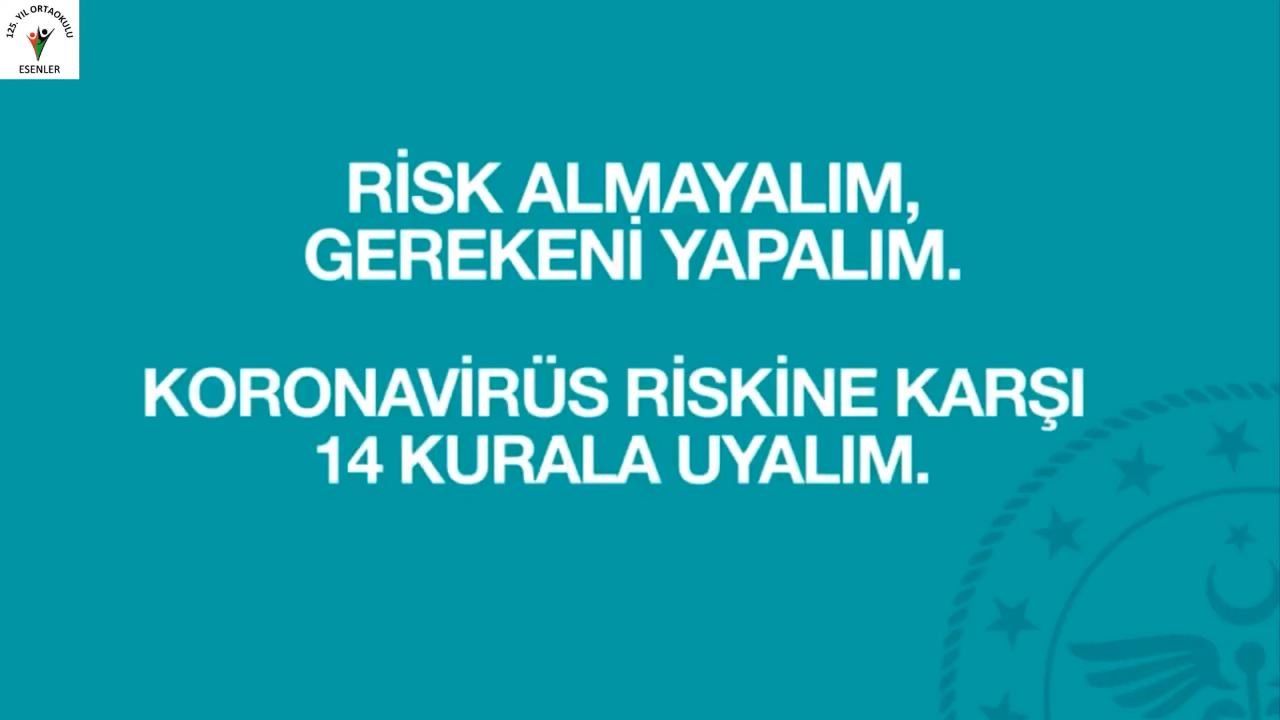 125. YIL ORTAOKULU
ESENLER
RİSK ALMAYALIM,
GEREKENİ YAPALIM.
KORONAVİRÜS RİSKİNE KARŞI
14 KURALA UYALIM.